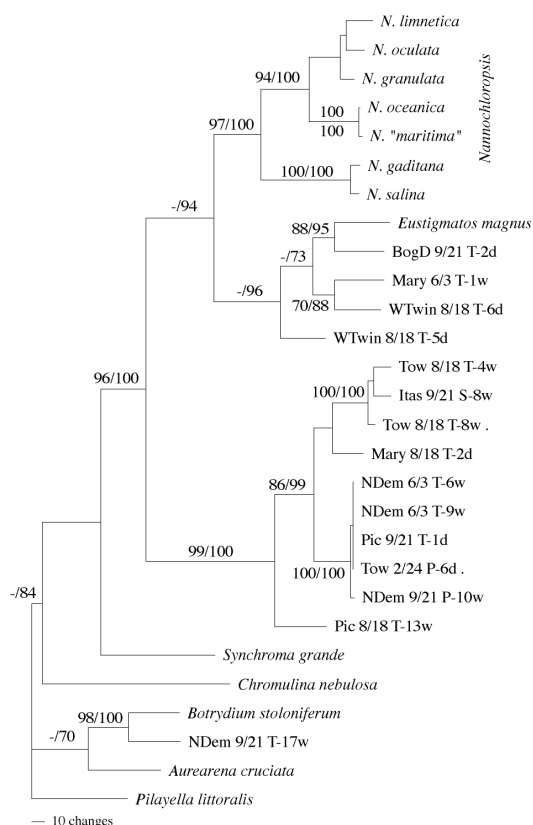 N. limnetica
N. oculata
N. granulata
94/100
N. oceanica
100
100
N. "maritima"
Nannochloropsis
97/100
N. gaditana
100/100
N. salina
-/94
Eustigmatos magnus
88/95
BogD 9/21 T-2d
-/73
Mary 6/3 T-1w
-/96
70/88
WTwin 8/18 T-6d
WTwin 8/18 T-5d
Tow 8/18 T-4w
96/100
100/100
Itas 9/21 S-8w
Tow 8/18 T-8w .
Mary 8/18 T-2d
86/99
NDem 6/3 T-6w
NDem 6/3 T-9w
Pic 9/21 T-1d
99/100
100/100
Tow 2/24 P-6d .
NDem 9/21 P-10w
-/84
Pic 8/18 T-13w
Synchroma grande
Chromulina nebulosa
Botrydium stoloniferum
98/100
-/70
NDem 9/21 T-17w
Aurearena cruciata
Pilayella littoralis
10 changes